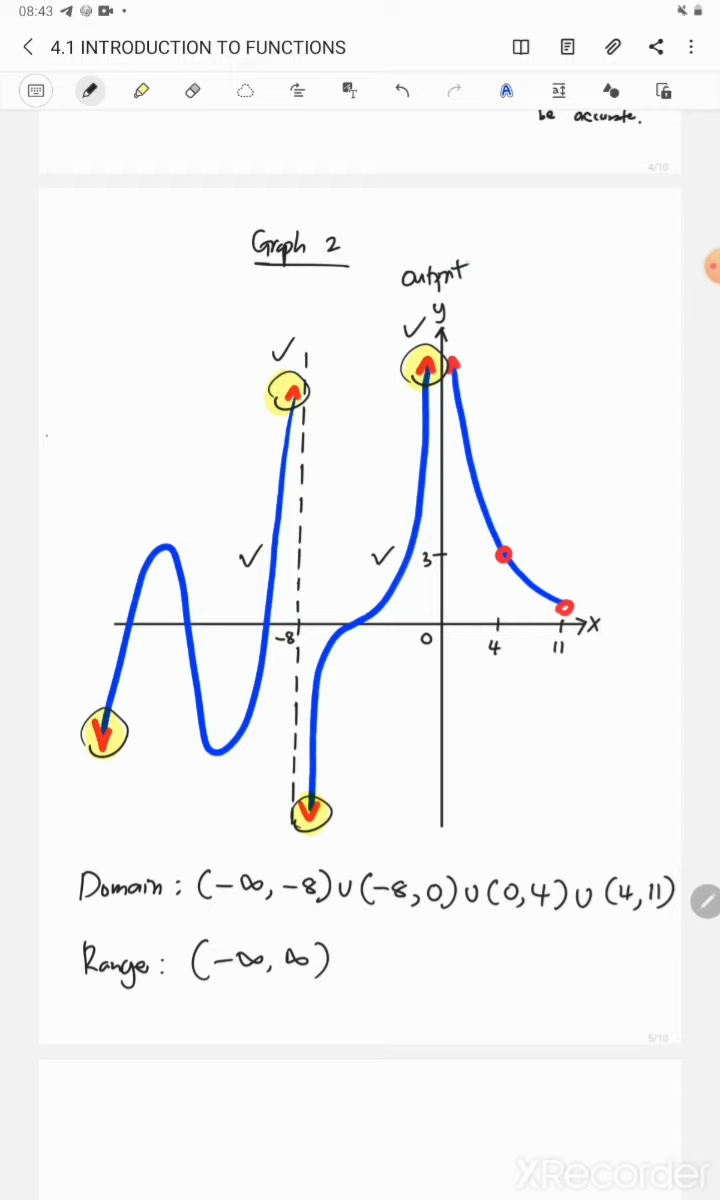 08:43
4.1 INTRODUCTION TO FUNCTIONS
be accurate.
4/10
Graph 2
output
y
3
-8
0
4
11
x
Domain : (-∞, -8) ∪ (-8, 0) ∪ (0, 4) ∪ (4, 11)
Range : (-∞, ∞)
5/10
XRecorder